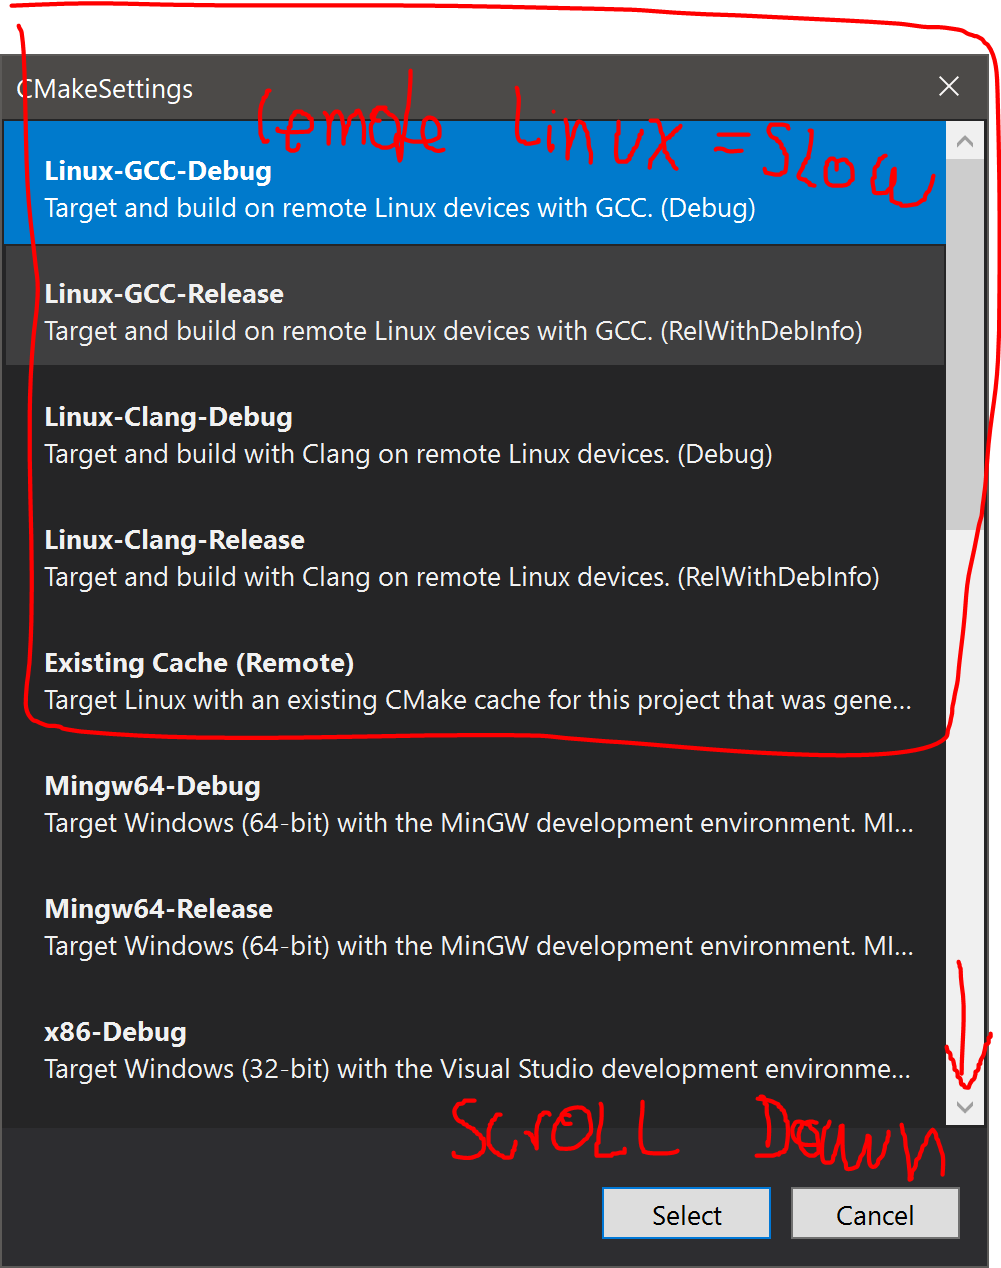 CMakeSettings
remote Linux = SLow
Linux-GCC-Debug
Target and build on remote Linux devices with GCC. (Debug)
Linux-GCC-Release
Target and build on remote Linux devices with GCC. (RelWithDebInfo)
Linux-Clang-Debug
Target and build with Clang on remote Linux devices. (Debug)
Linux-Clang-Release
Target and build with Clang on remote Linux devices. (RelWithDebInfo)
Existing Cache (Remote)
Target Linux with an existing CMake cache for this project that was gene...
Mingw64-Debug
Target Windows (64-bit) with the MinGW development environment. MI...
Mingw64-Release
Target Windows (64-bit) with the MinGW development environment. MI...
x86-Debug
Target Windows (32-bit) with the Visual Studio development environme...
SCrOLL DOwn
Select Cancel